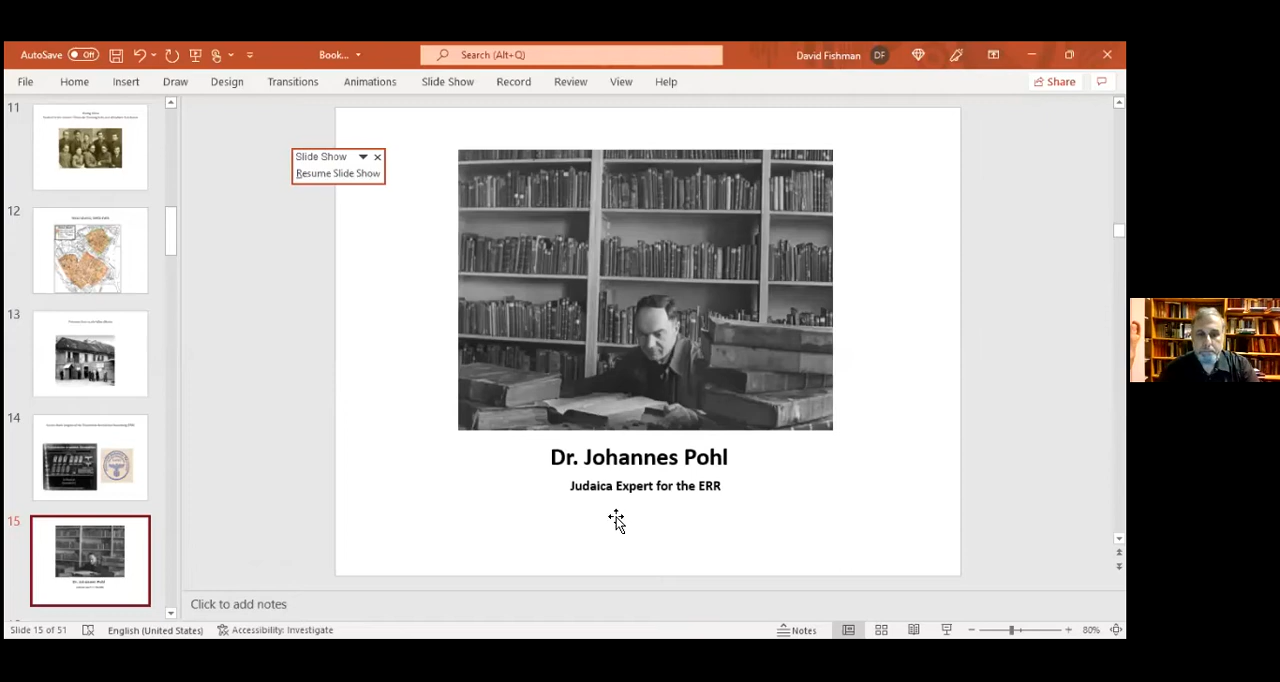 AutoSave Off
Book...
Search (Alt+Q)
David Fishman DF
File Home Insert Draw Design Transitions Animations Slide Show Record Review View Help
Share
11
12
13
14
15
Slide Show
Resume Slide Show
Dr. Johannes Pohl
Judaica Expert for the ERR
Click to add notes
Slide 15 of 51
English (United States)
Accessibility: Investigate
Notes
80%